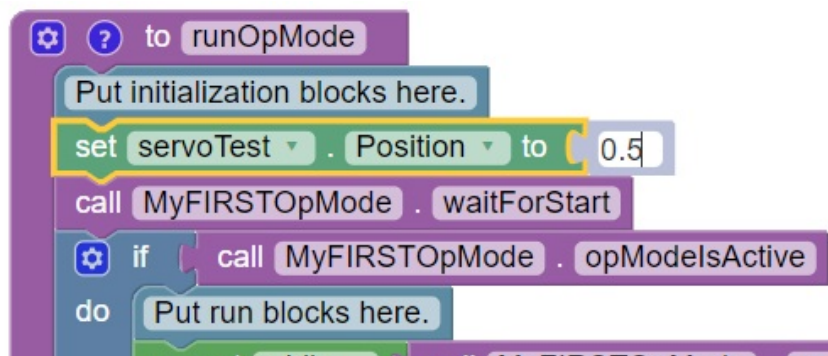 ? to runOpMode
Put initialization blocks here.
set servoTest . Position to 0.5
call MyFIRSTOpMode . waitForStart
if call MyFIRSTOpMode . opModeIsActive
do Put run blocks here.